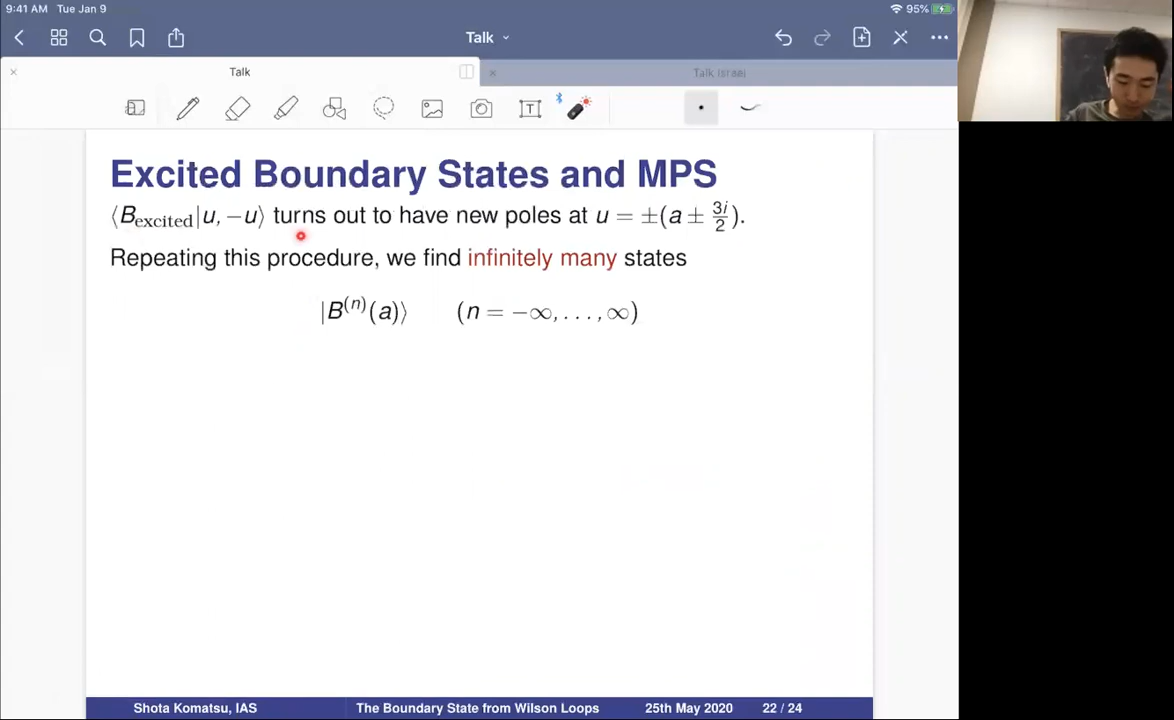 9:41 AM Tue Jan 9 95%
Talk
Talk Talk Israel
T
Excited Boundary States and MPS
⟨B_excited|u, −u⟩ turns out to have new poles at u = ±(a ± 3i/2).
Repeating this procedure, we find infinitely many states
|B^(n)(a)⟩ (n = −∞, . . . , ∞)
Shota Komatsu, IAS The Boundary State from Wilson Loops 25th May 2020 22 / 24